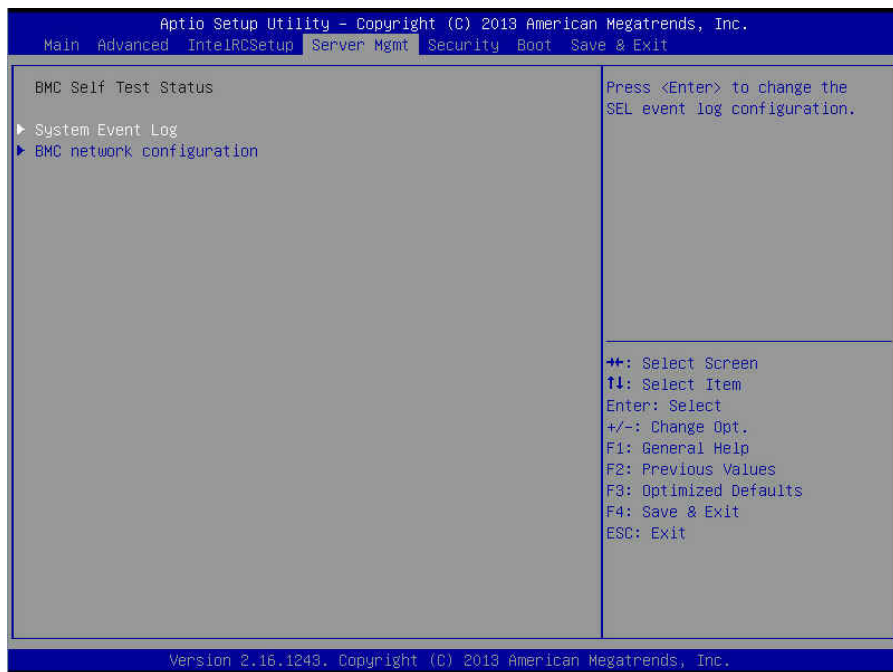 Aptio Setup Utility – Copyright (C) 2013 American Megatrends, Inc.
Main Advanced IntelRCSetup Server Mgmt Security Boot Save & Exit
BMC Self Test Status
System Event Log
BMC network configuration
Press <Enter> to change the
SEL event log configuration.
→←: Select Screen
↑↓: Select Item
Enter: Select
+/-: Change Opt.
F1: General Help
F2: Previous Values
F3: Optimized Defaults
F4: Save & Exit
ESC: Exit
Version 2.16.1243. Copyright (C) 2013 American Megatrends, Inc.